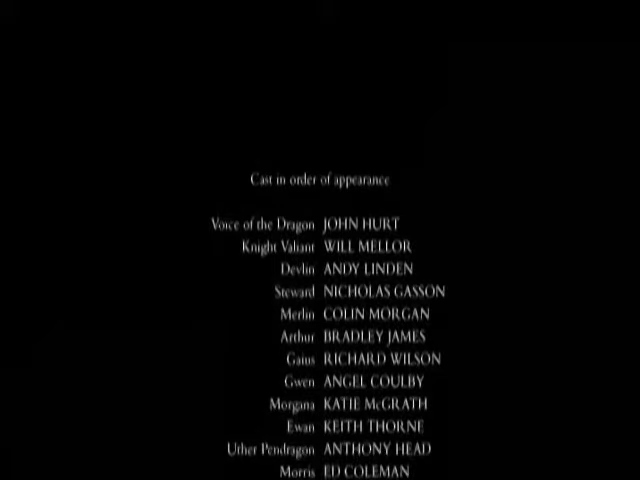 Cast in order of appearance
Voice of the Dragon JOHN HURT
Knight Valiant WILL MELLOR
Devlin ANDY LINDEN
Steward NICHOLAS GASSON
Merlin COLIN MORGAN
Arthur BRADLEY JAMES
Gaius RICHARD WILSON
Gwen ANGEL COULBY
Morgana KATIE McGRATH
Ewan KEITH THORNE
Uther Pendragon ANTHONY HEAD
Morris ED COLEMAN